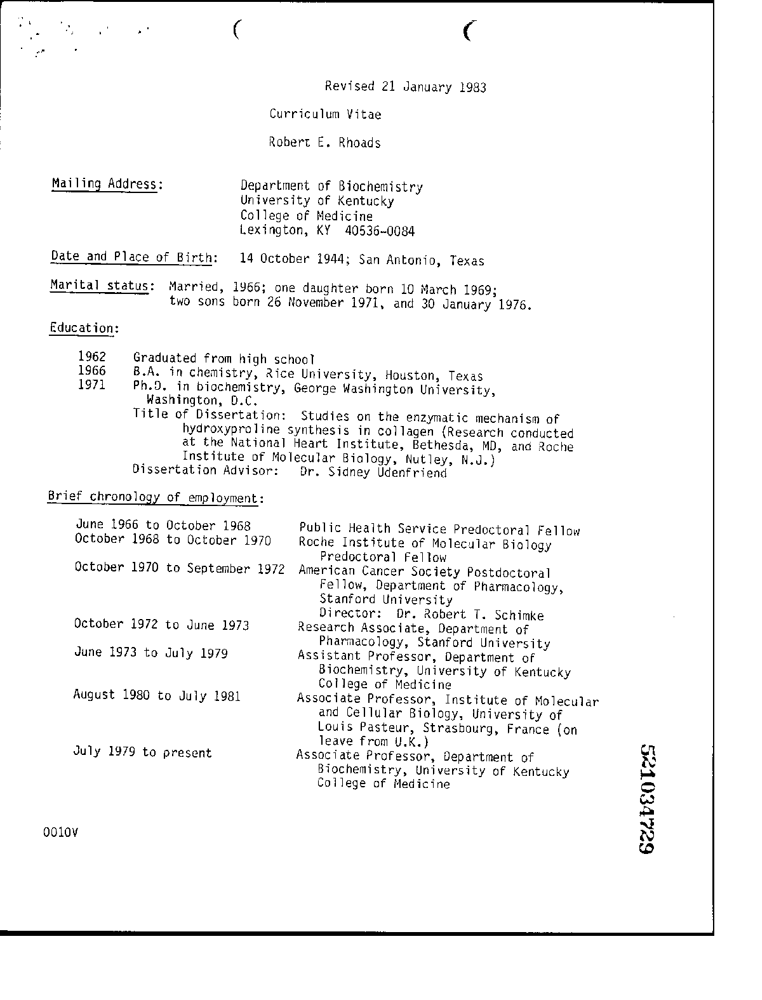 Revised 21 January 1983
Curriculum Vitae
Robert E. Rhoads
Mailing Address: Department of Biochemistry
University of Kentucky
College of Medicine
Lexington, KY 40536-0084
Date and Place of Birth: 14 October 1944; San Antonio, Texas
Marital status: Married, 1966; one daughter born 10 March 1969;
two sons born 26 November 1971, and 30 January 1976.
Education:
1962 Graduated from high school
1966 B.A. in chemistry, Rice University, Houston, Texas
1971 Ph.D. in biochemistry, George Washington University,
Washington, D.C.
Title of Dissertation: Studies on the enzymatic mechanism of
hydroxyproline synthesis in collagen (Research conducted
at the National Heart Institute, Bethesda, MD, and Roche
Institute of Molecular Biology, Nutley, N.J.)
Dissertation Advisor: Dr. Sidney Udenfriend
Brief chronology of employment:
June 1966 to October 1968 Public Health Service Predoctoral Fellow
October 1968 to October 1970 Roche Institute of Molecular Biology
Predoctoral Fellow
October 1970 to September 1972 American Cancer Society Postdoctoral
Fellow, Department of Pharmacology,
Stanford University
Director: Dr. Robert T. Schimke
October 1972 to June 1973 Research Associate, Department of
Pharmacology, Stanford University
June 1973 to July 1979 Assistant Professor, Department of
Biochemistry, University of Kentucky
College of Medicine
August 1980 to July 1981 Associate Professor, Institute of Molecular
and Cellular Biology, University of
Louis Pasteur, Strasbourg, France (on
leave from U.K.)
July 1979 to present Associate Professor, Department of
Biochemistry, University of Kentucky
College of Medicine
0010V
521034729